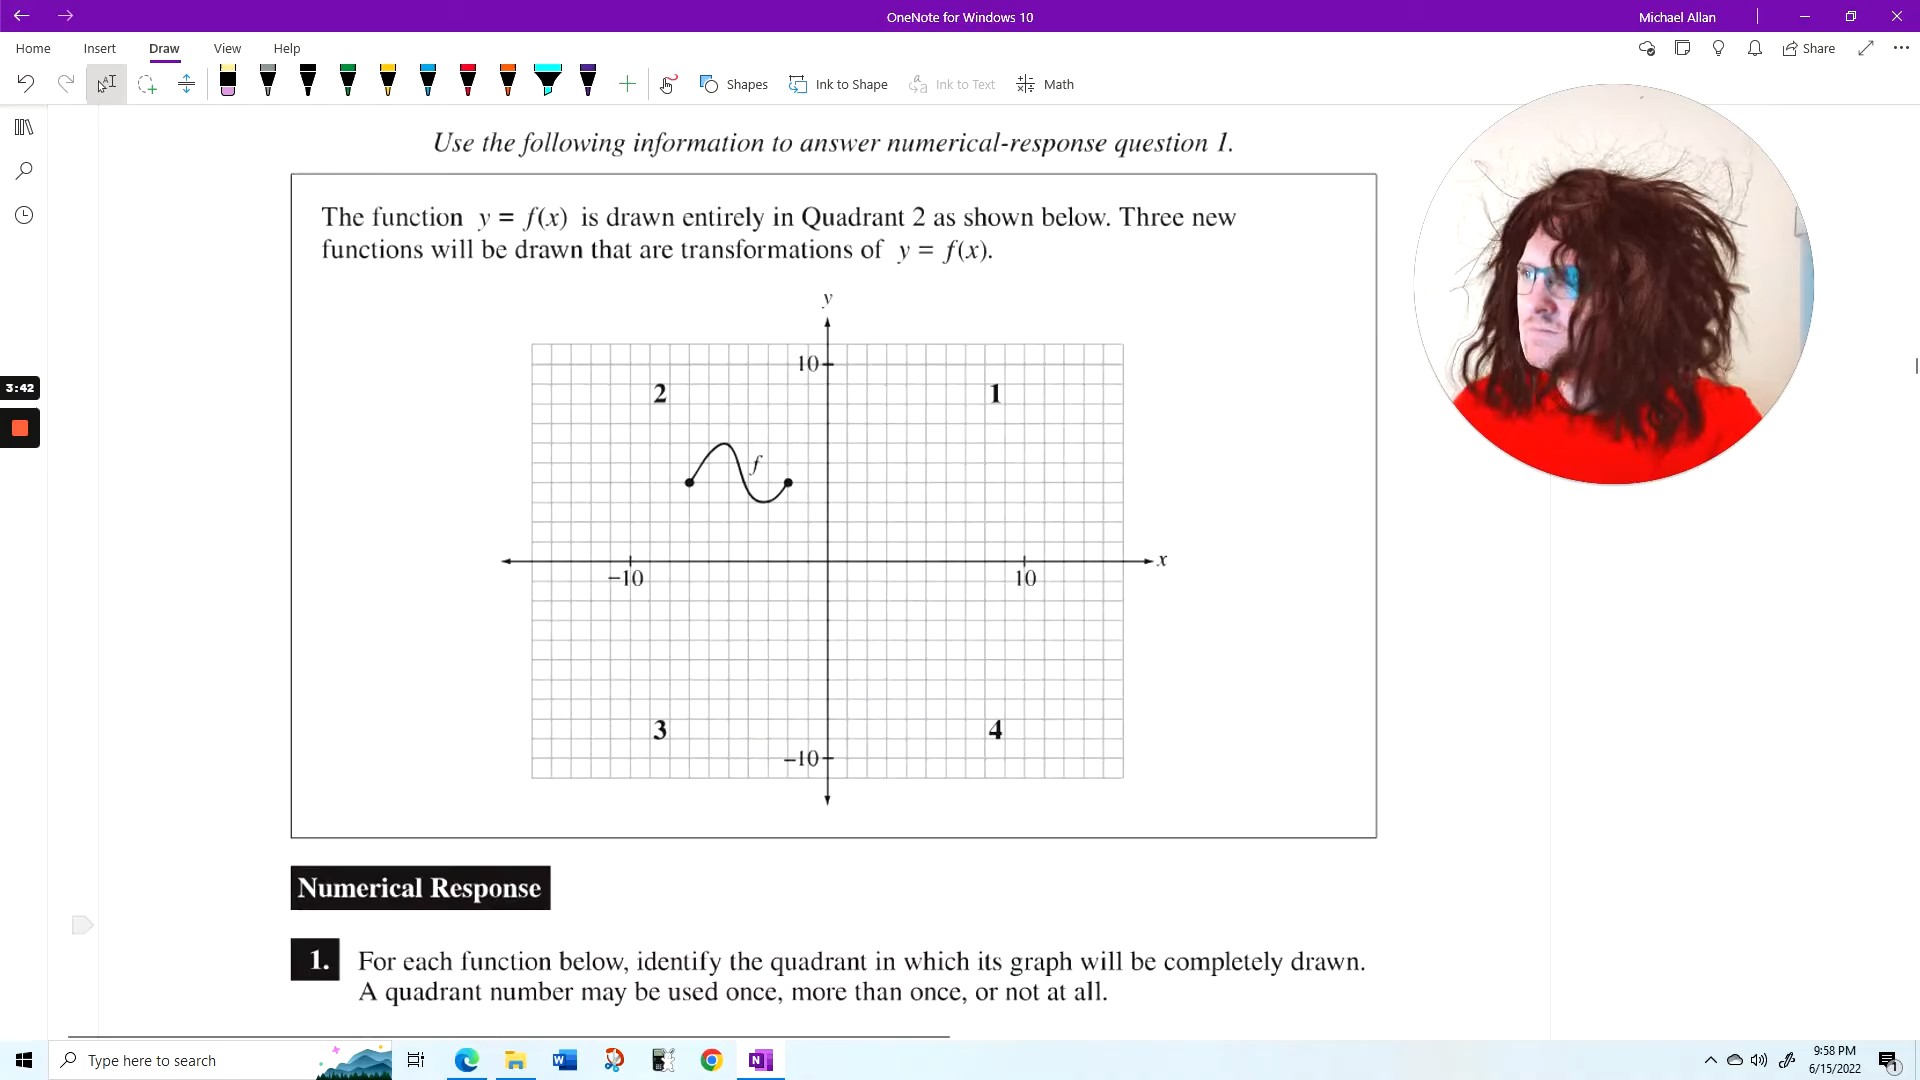 OneNote for Windows 10
Michael Allan
Home Insert Draw View Help
Share
Shapes Ink to Shape Ink to Text Math
Use the following information to answer numerical-response question 1.
The function y = f(x) is drawn entirely in Quadrant 2 as shown below. Three new
functions will be drawn that are transformations of y = f(x).
y
10
2
1
f
x
−10
10
3
4
−10
3:42
Numerical Response
1. For each function below, identify the quadrant in which its graph will be completely drawn.
A quadrant number may be used once, more than once, or not at all.
Type here to search
9:58 PM
6/15/2022
1